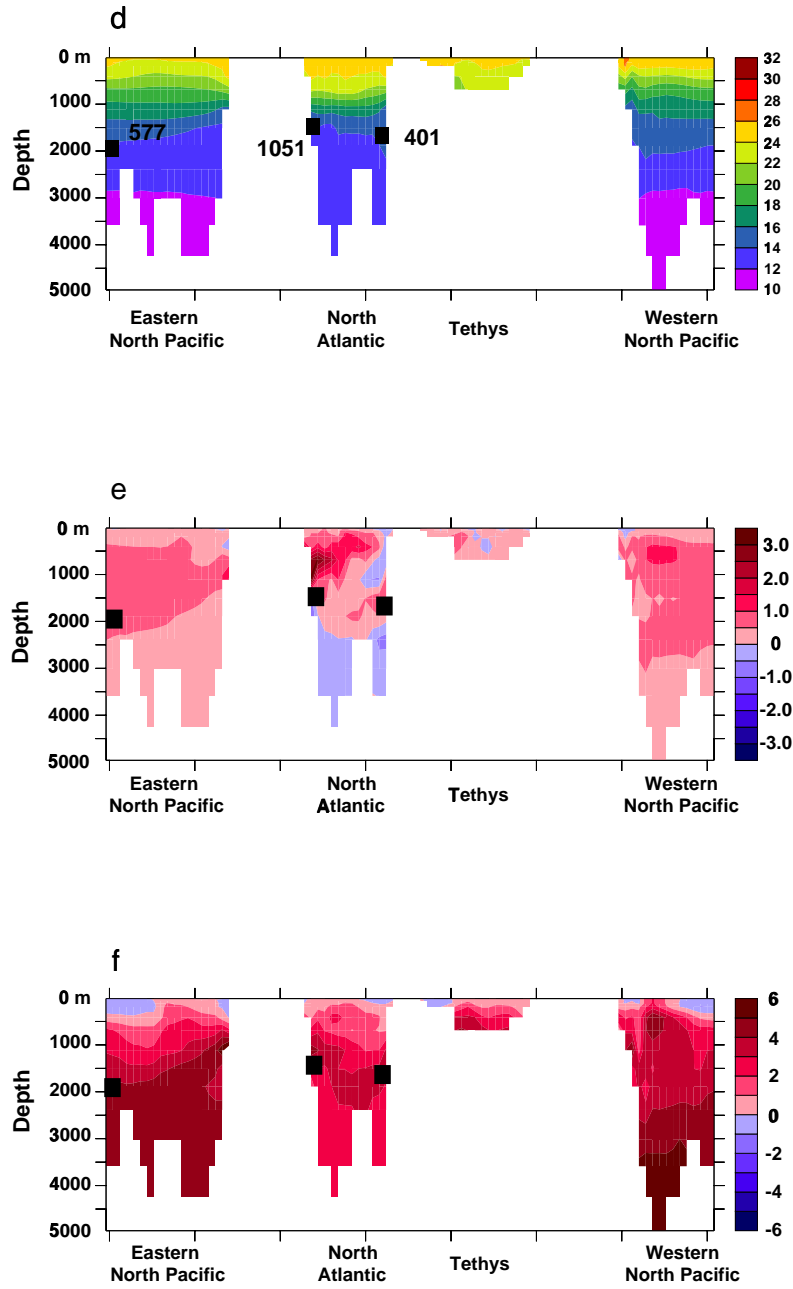 d
0 m
1000
2000
3000
4000
5000
Depth
577
1051
401
32
30
28
26
24
22
20
18
16
14
12
10
Eastern
North Pacific
North
Atlantic
Tethys
Western
North Pacific
e
0 m
1000
2000
3000
4000
5000
Depth
3.0
2.0
1.0
0
-1.0
-2.0
-3.0
Eastern
North Pacific
North
Atlantic
Tethys
Western
North Pacific
f
0 m
1000
2000
3000
4000
5000
Depth
6
4
2
0
-2
-4
-6
Eastern
North Pacific
North
Atlantic
Tethys
Western
North Pacific